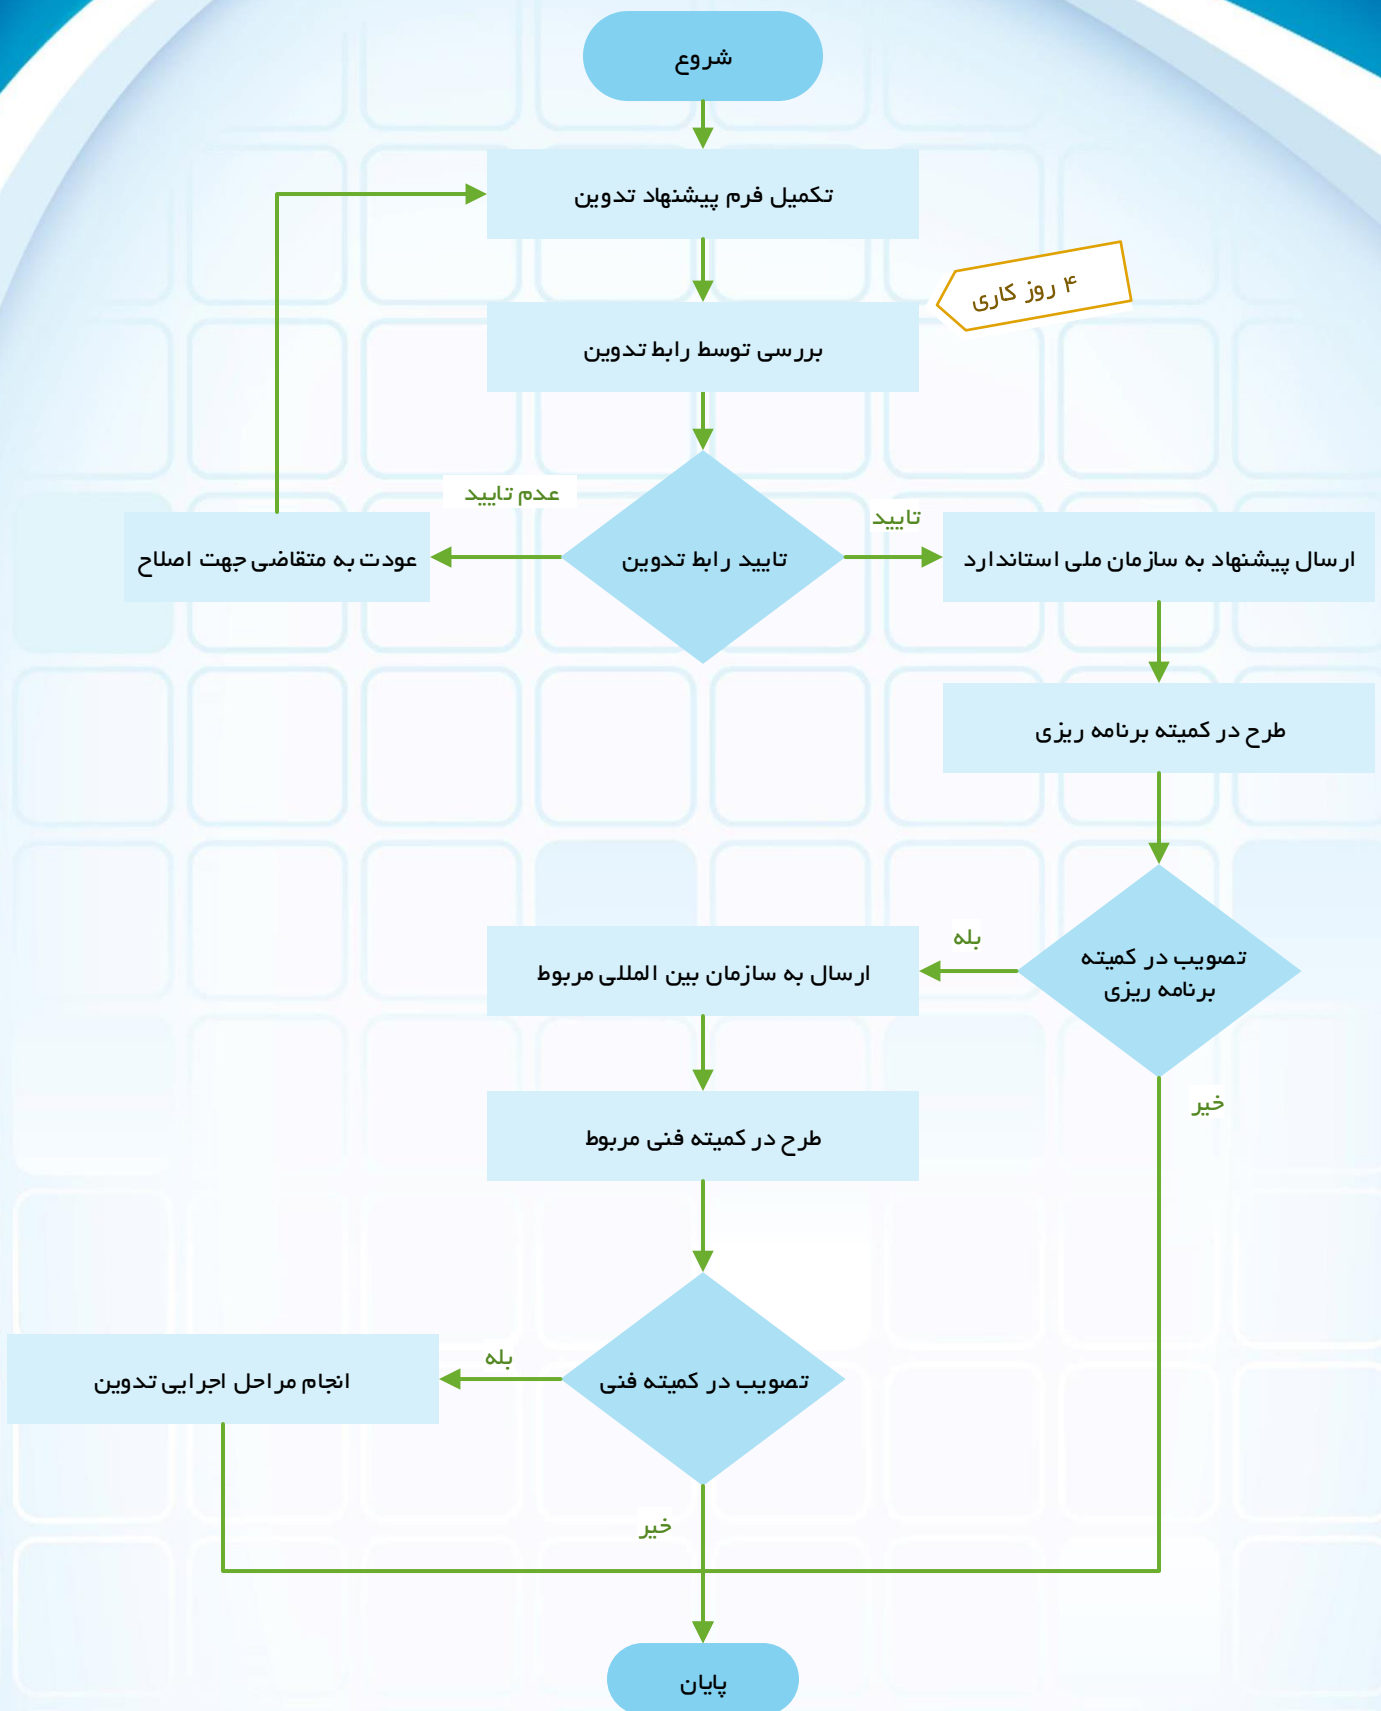 شروع
تکمیل فرم پیشنهاد تدوین
۴ روز کاری
بررسی توسط رابط تدوین
عدم تایید
تایید
تایید رابط تدوین
ارسال پیشنهاد به سازمان ملی استاندارد
عودت به متقاضی جهت اصلاح
طرح در کمیته برنامه ریزی
تصویب در کمیته
برنامه ریزی
بله
ارسال به سازمان بین المللی مربوط
خیر
طرح در کمیته فنی مربوط
تصویب در کمیته فنی
بله
انجام مراحل اجرایی تدوین
خیر
پایان